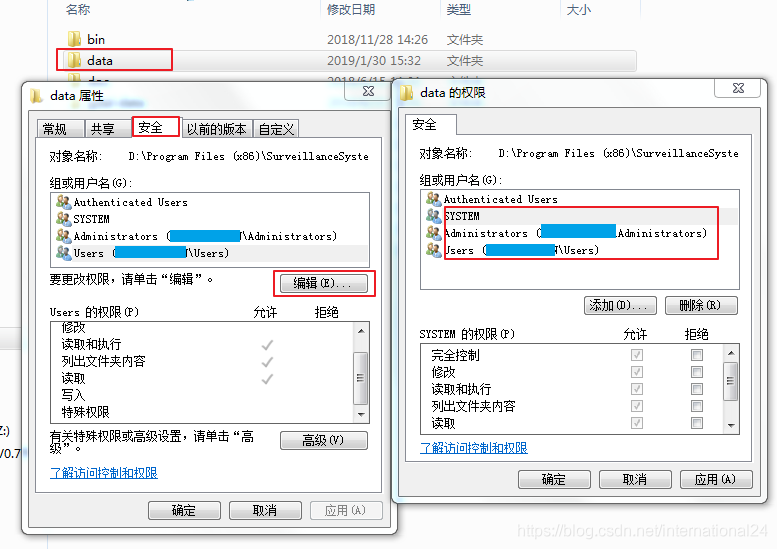 名称 修改日期 类型 大小
bin 2018/11/28 14:26 文件夹
data 2019/1/30 15:32 文件夹
data 属性
常规 共享 安全 以前的版本 自定义
对象名称: D:\Program Files (x86)\SurveillanceSyste
组或用户名(G):
Authenticated Users
SYSTEM
Administrators ( \Administrators)
Users ( \Users)
要更改权限，请单击“编辑”。
编辑(E)...
Users 的权限(P) 允许 拒绝
修改
读取和执行
列出文件夹内容
读取
写入
特殊权限
有关特殊权限或高级设置，请单击“高
级”。
高级(V)
了解访问控制和权限
确定 取消 应用(A)
data 的权限
安全
对象名称: D:\Program Files (x86)\SurveillanceSyste
组或用户名(G):
Authenticated Users
SYSTEM
Administrators ( Administrators)
Users ( \Users)
添加(D)... 删除(R)
SYSTEM 的权限(P) 允许 拒绝
完全控制
修改
读取和执行
列出文件夹内容
读取
了解访问控制和权限
确定 取消 应用(A)
Z:)
V0.7
https://blog.csdn.net/international24